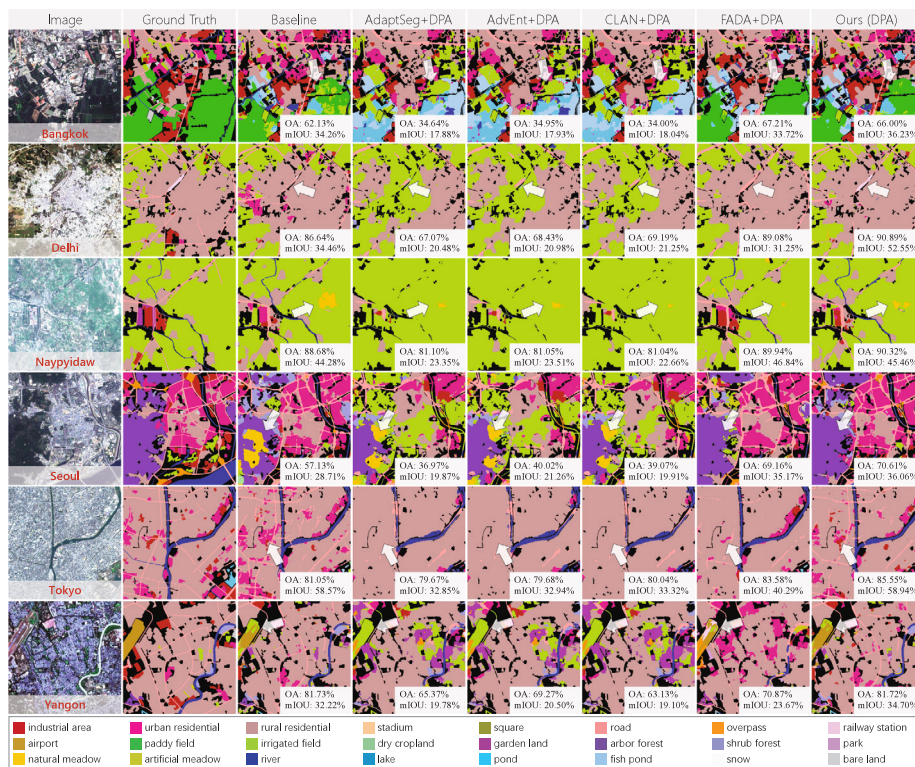 Image Ground Truth Baseline AdaptSeg+DPA AdvEnt+DPA CLAN+DPA FADA+DPA Ours (DPA)
OA: 62.13% OA: 34.64% OA: 34.95% OA: 34.00% OA: 67.21% OA: 66.00%
Bangkok mIOU: 34.26% mIOU: 17.88% mIOU: 17.93% mIOU: 18.04% mIOU: 33.72% mIOU: 36.23%
OA: 86.64% OA: 67.07% OA: 68.43% OA: 69.19% OA: 89.08% OA: 90.89%
Delhi mIOU: 34.46% mIOU: 20.48% mIOU: 20.98% mIOU: 21.25% mIOU: 31.25% mIOU: 52.55%
OA: 88.68% OA: 81.10% OA: 81.05% OA: 81.04% OA: 89.94% OA: 90.32%
Naypyidaw mIOU: 44.28% mIOU: 23.35% mIOU: 23.51% mIOU: 22.66% mIOU: 46.84% mIOU: 45.46%
OA: 57.13% OA: 36.97% OA: 40.02% OA: 39.07% OA: 69.16% OA: 70.61%
Seoul mIOU: 28.71% mIOU: 19.87% mIOU: 21.26% mIOU: 19.91% mIOU: 35.17% mIOU: 36.06%
OA: 81.05% OA: 79.67% OA: 79.68% OA: 80.04% OA: 83.58% OA: 85.55%
Tokyo mIOU: 58.57% mIOU: 32.85% mIOU: 32.94% mIOU: 33.32% mIOU: 40.29% mIOU: 58.94%
OA: 81.73% OA: 65.37% OA: 69.27% OA: 63.13% OA: 70.87% OA: 81.72%
Yangon mIOU: 32.22% mIOU: 19.78% mIOU: 20.50% mIOU: 19.10% mIOU: 23.67% mIOU: 34.70%
industrial area urban residential rural residential stadium square road overpass railway station
airport paddy field irrigated field dry cropland garden land arbor forest shrub forest park
natural meadow artificial meadow river lake pond fish pond snow bare land